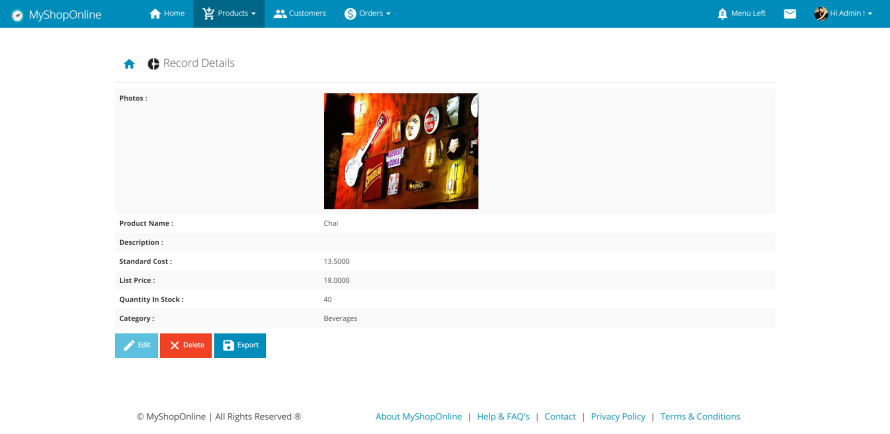 MyShopOnline Home Products Customers Orders Menu Left Hi Admin !
Record Details
Photos :
Product Name : Chai
Description :
Standard Cost : 13.5000
List Price : 18.0000
Quantity In Stock : 40
Category : Beverages
Edit Delete Export
© MyShopOnline | All Rights Reserved ® About MyShopOnline | Help & FAQ's | Contact | Privacy Policy | Terms & Conditions